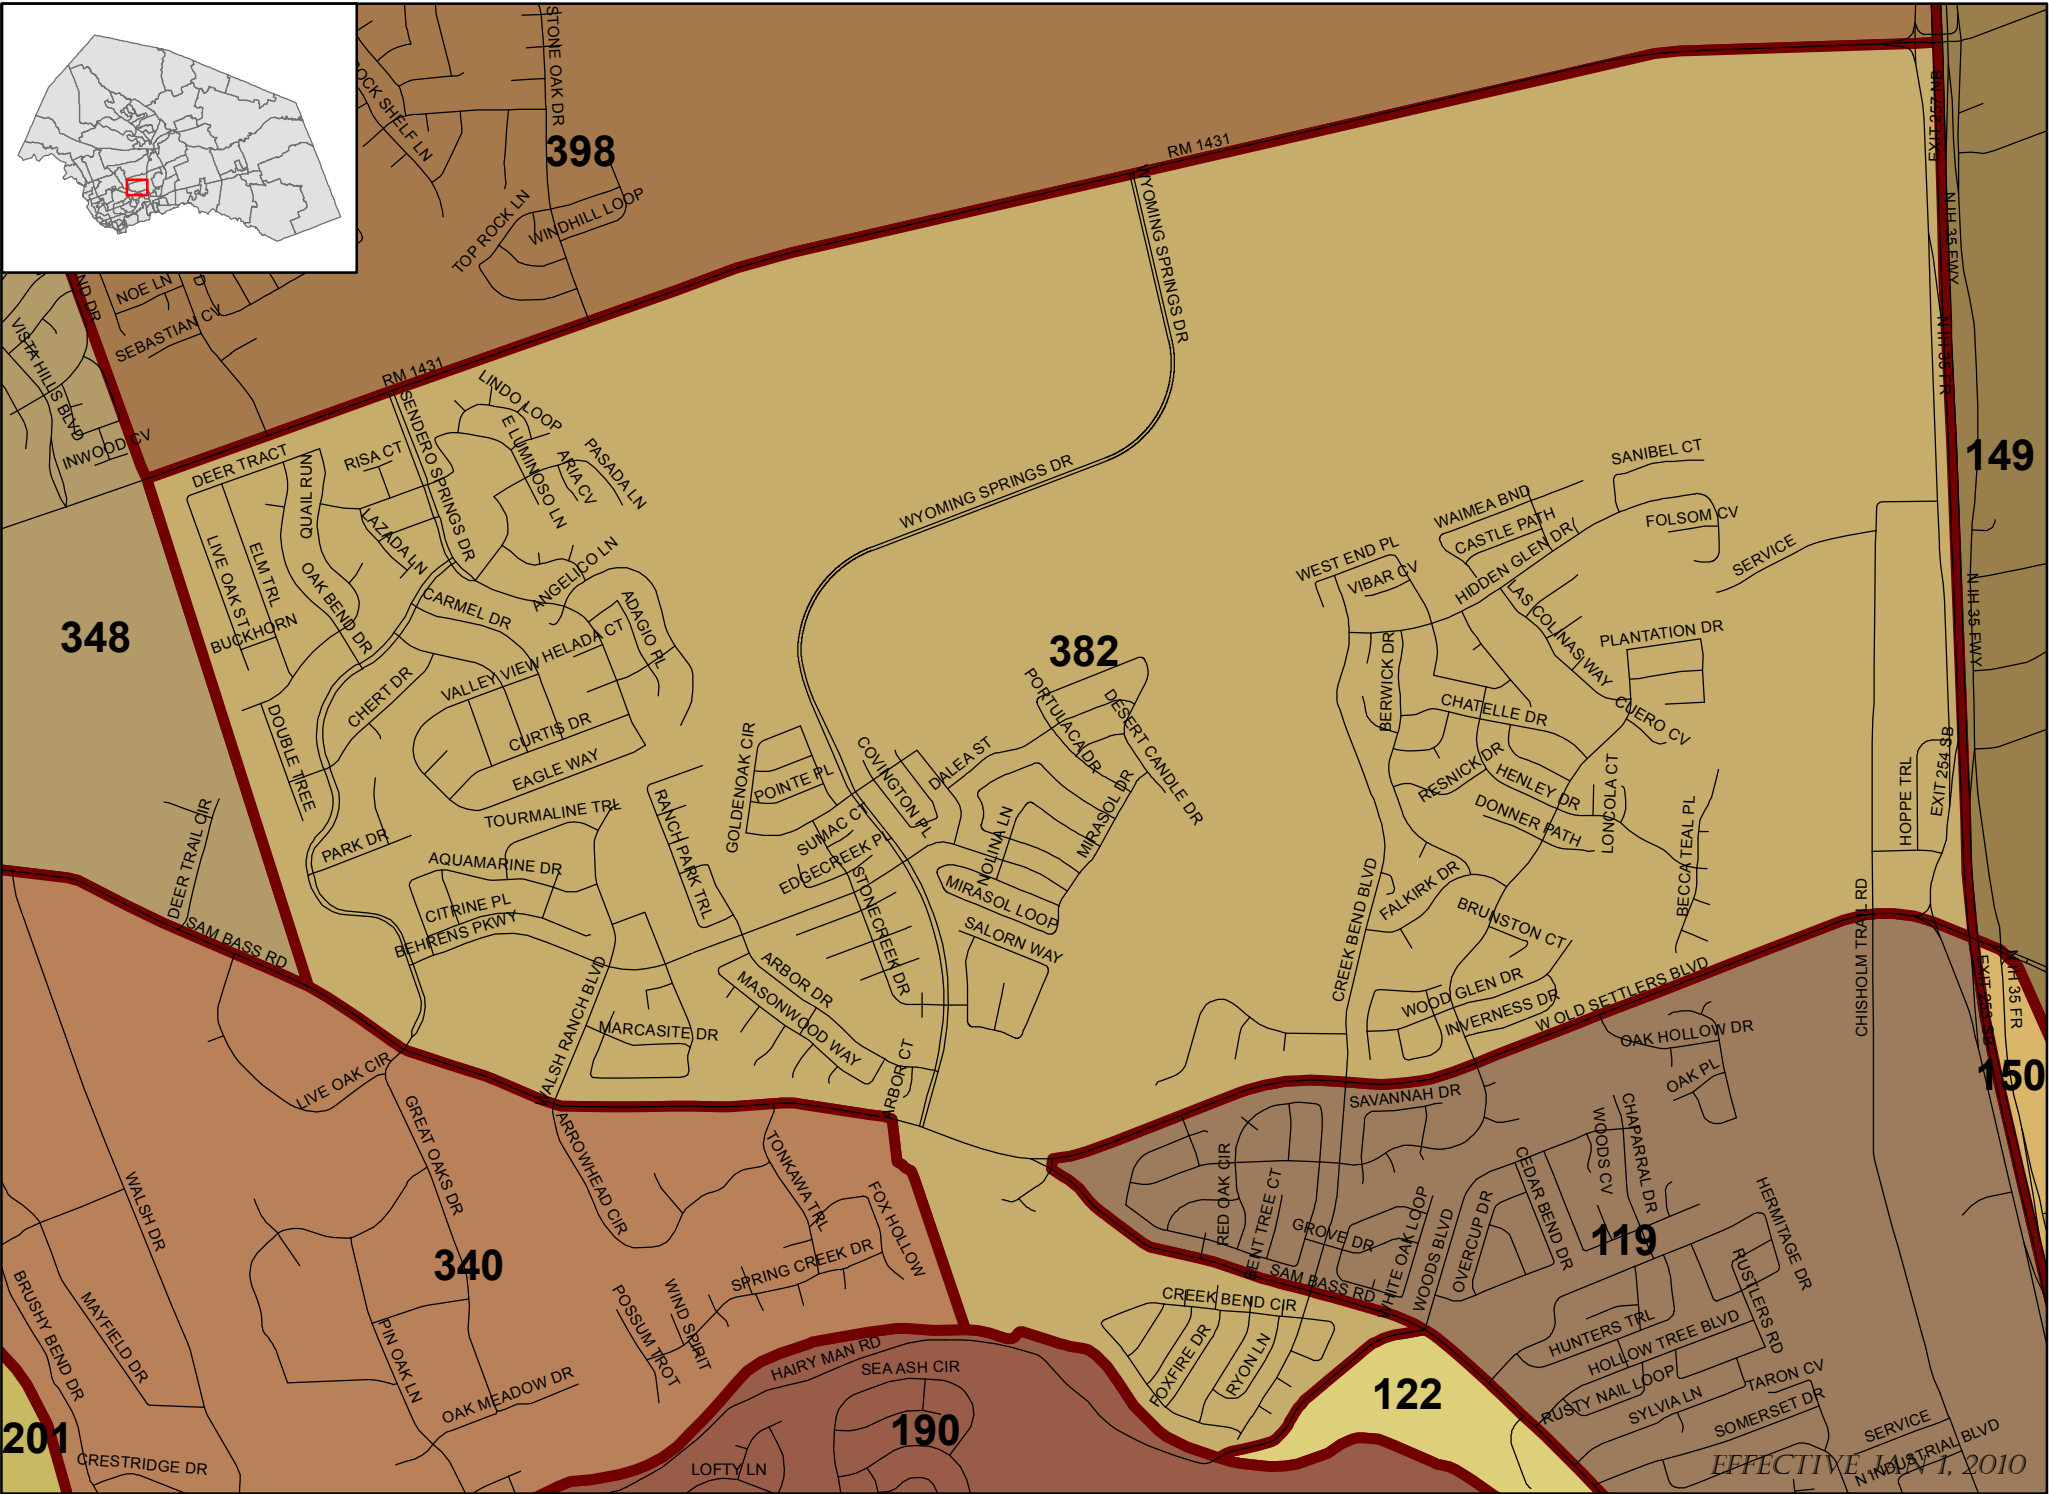 STONE OAK DR
ROCK SHELF LN
398
TOP ROCK LN
WINDHILL LOOP
RM 1431
WYOMING SPRINGS DR
EXIT 257 NB
N IH 35 FWY
N IH 35 FR
NOE LN
SEBASTIAN CV
ND DR
D
VISTA HILLS BLVD
INWOOD CV
RM 1431
LINDO LOOP
E LUMINOSO LN
ARIA CV
PASADA LN
SENDERO SPRINGS DR
DEER TRACT
RISA CT
QUAIL RUN
LAZADA LN
LIVE OAK ST
ELM TRL
OAK BEND DR
BUCKHORN
CARMEL DR
ANGELICO LN
ADAGIO PL
HELADA CT
VALLEY VIEW
CHERT DR
CURTIS DR
EAGLE WAY
DOUBLE TREE
348
WYOMING SPRINGS DR
382
149
SANIBEL CT
WAIMEA BND
CASTLE PATH
FOLSOM CV
HIDDEN GLEN DR
SERVICE
WEST END PL
VIBAR CV
LAS COLINAS WAY
PLANTATION DR
N IH 35 FWY
BERWICK DR
CHATELLE DR
CUERO CV
RESNICK DR
HENLEY DR
DONNER PATH
LONCOLA CT
BECCA TEAL PL
HOPPE TRL
EXIT 254 SB
PORTULACA DR
DESERT CANDLE DR
DALEA ST
COVINGTON PL
GOLDENOAK CIR
POINTE PL
SUMAC CT
EDGECREEK PL
NOLINA LN
MIRASOL DR
MIRASOL LOOP
SALORN WAY
STONECREEK DR
RANCH PARK TRL
TOURMALINE TRL
AQUAMARINE DR
CITRINE PL
BEHRENS PKWY
PARK DR
DEER TRAIL CIR
SAM BASS RD
WALSH RANCH BLVD
MARCASITE DR
ARBOR DR
MASONWOOD WAY
ARBOR CT
CREEK BEND BLVD
FALKIRK DR
BRUNSTON CT
WOOD GLEN DR
INVERNESS DR
W OLD SETTLERS BLVD
CHISHOLM TRAIL RD
EXIT 253 SB
N IH 35 FR
150
OAK HOLLOW DR
OAK PL
SAVANNAH DR
LIVE OAK CIR
GREAT OAKS DR
ARROWHEAD CIR
TONKAWA TRL
FOX HOLLOW
WALSH DR
340
SPRING CREEK DR
WIND SPIRIT
POSSUM TROT
BRUSHY BEND DR
MAYFIELD DR
PIN OAK LN
OAK MEADOW DR
CRESTRIDGE DR
201
HAIRY MAN RD
SEA ASH CIR
190
LOFTY LN
RED OAK CIR
BENT TREE CT
GROVE DR
WHITE OAK LOOP
WOODS BLVD
OVERCUP DR
CEDAR BEND DR
WOODS CV
CHAPARRAL DR
119
HERMITAGE DR
RUSTLERS RD
SAM BASS RD
CREEK BEND CIR
FOXFIRE DR
RYON LN
122
HUNTERS TRL
HOLLOW TREE BLVD
RUSTY NAIL LOOP
SYLVIA LN
TARON CV
SOMERSET DR
SERVICE
N INDUSTRIAL BLVD
EFFECTIVE JAN 1, 2010